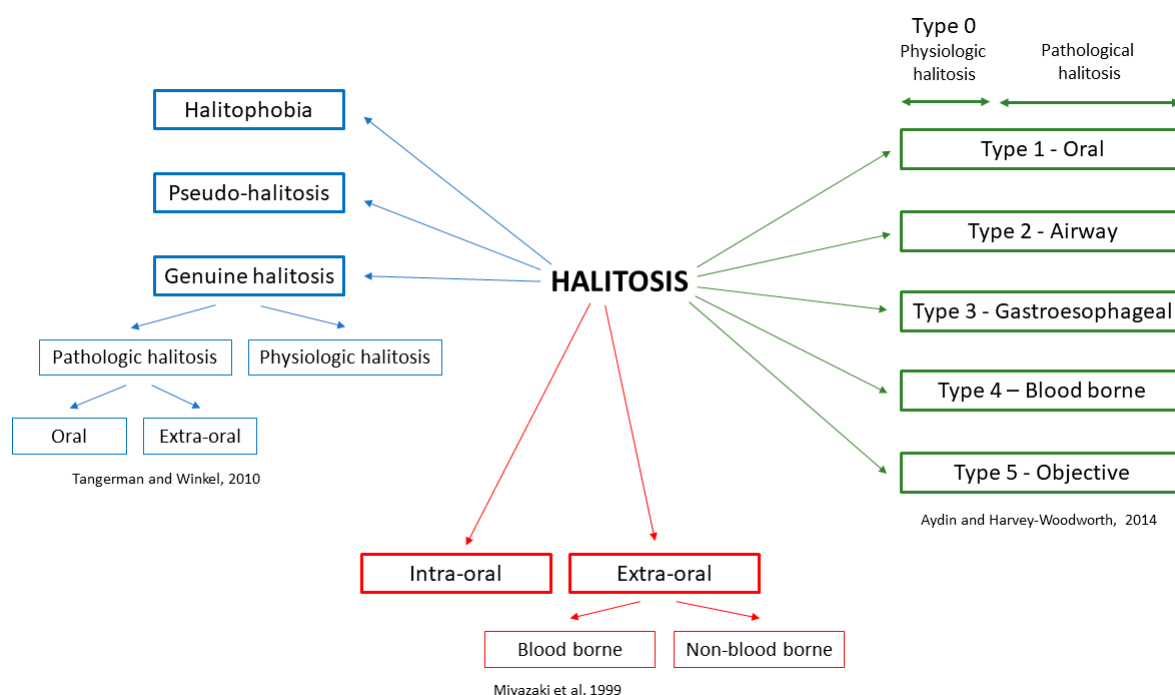 Halitophobia
Pseudo-halitosis
Genuine halitosis
Pathologic halitosis
Physiologic halitosis
Oral
Extra-oral
Tangerman and Winkel, 2010
HALITOSIS
Intra-oral
Extra-oral
Blood borne
Non-blood borne
Miyazaki et al. 1999
Type 0
Physiologic
halitosis
Pathological
halitosis
Type 1 - Oral
Type 2 - Airway
Type 3 - Gastroesophageal
Type 4 – Blood borne
Type 5 - Objective
Aydin and Harvey-Woodworth, 2014